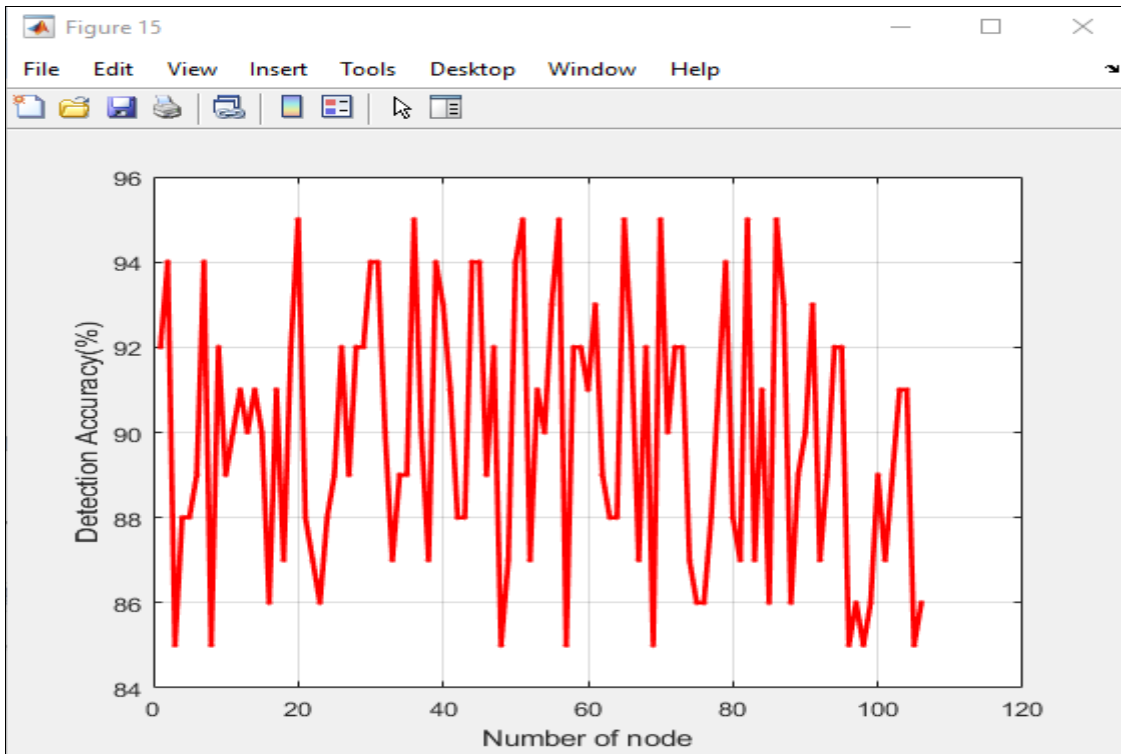 Figure 15
File Edit View Insert Tools Desktop Window Help
96
94
92
90
88
86
84
Detection Accuracy(%)
0 20 40 60 80 100 120
Number of node